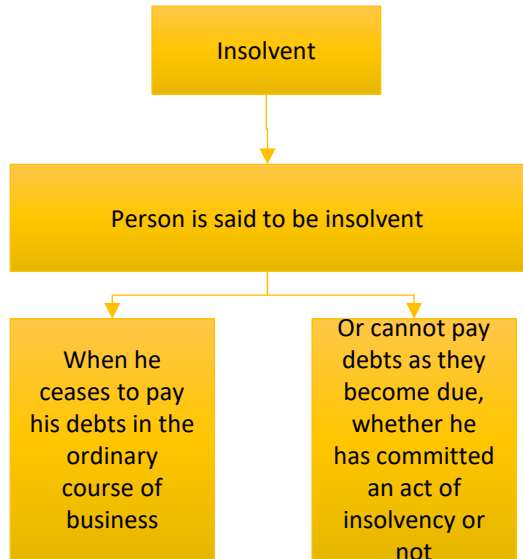 Insolvent
Person is said to be insolvent
When he
ceases to pay
his debts in the
ordinary
course of
business
Or cannot pay
debts as they
become due,
whether he
has committed
an act of
insolvency or
not